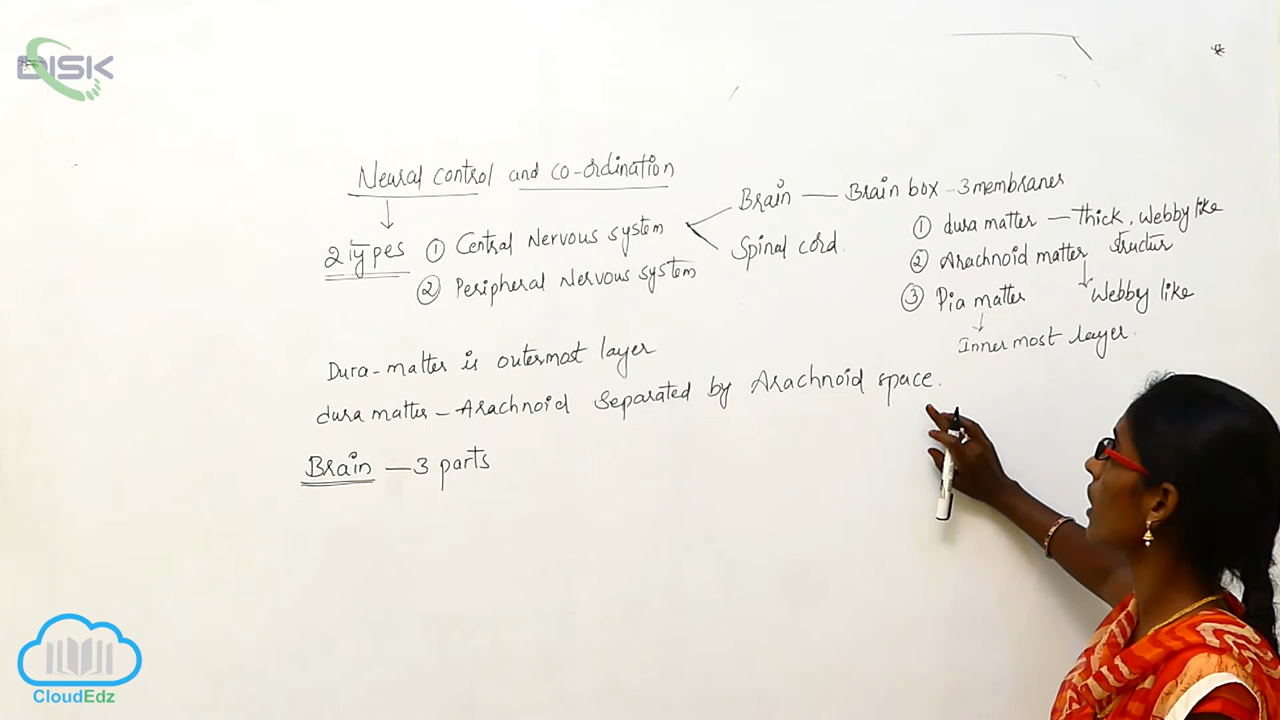 DISK
Neural control and co-ordination
2 Types
① Central Nervous system
② Peripheral Nervous system
Brain — Brain box - 3 membranes
Spinal cord.
① dura matter — thick, Webby like structur
② Arachnoid matter
Webby like
③ Pia matter
Inner most layer.
Dura-matter is outermost layer
dura matter - Arachnoid Separated by Arachnoid space.
Brain — 3 parts
CloudEdz